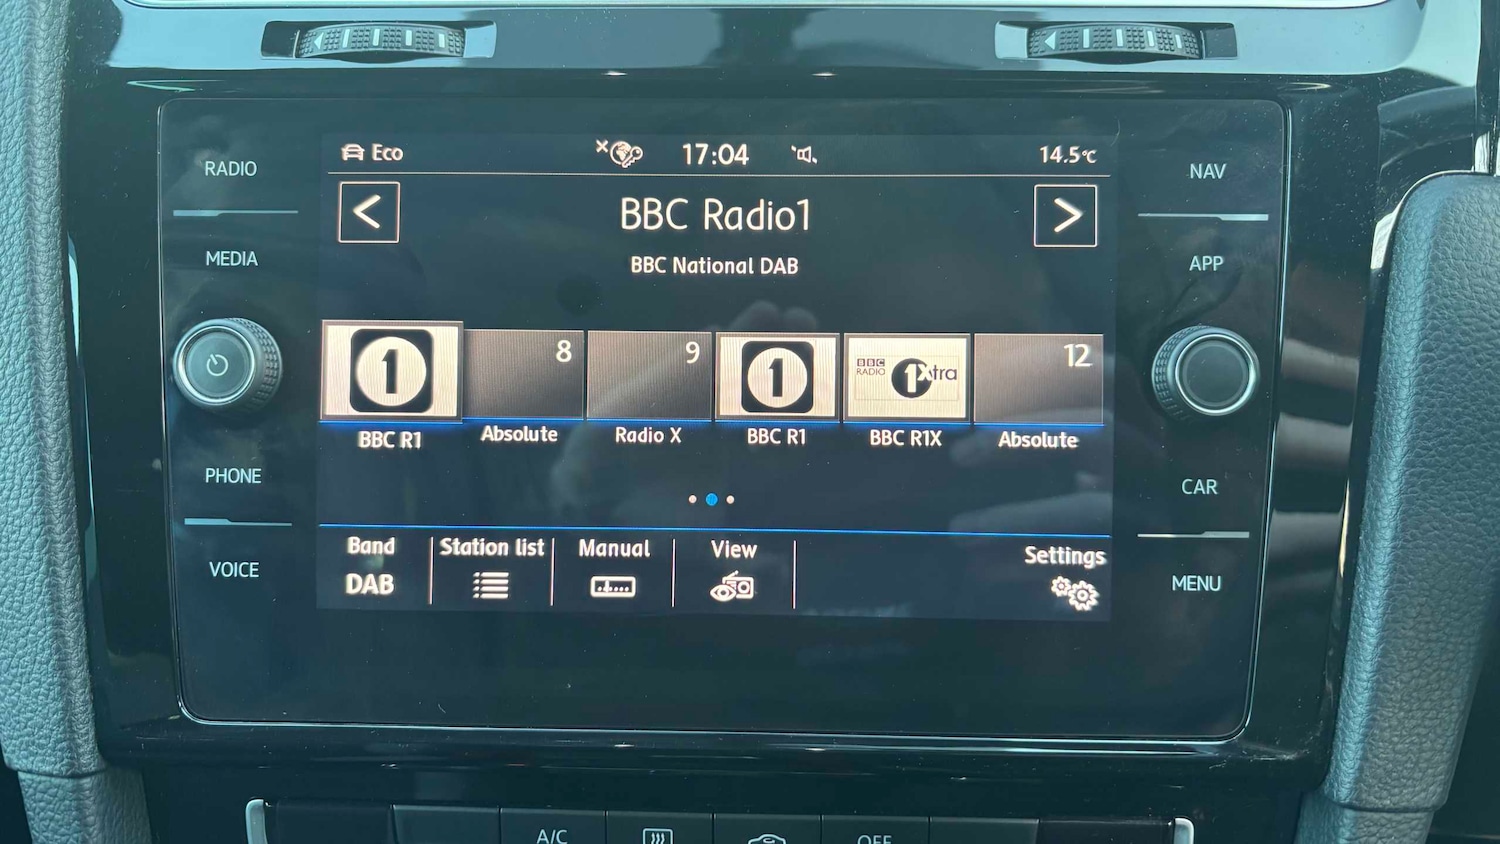 RADIO
MEDIA
PHONE
VOICE
Eco
17:04
14.5°C
BBC Radio1
BBC National DAB
1
8
9
1
BBC RADIO 1Xtra
12
BBC R1
Absolute
Radio X
BBC R1
BBC R1X
Absolute
Band
DAB
Station list
Manual
View
Settings
NAV
APP
CAR
MENU
A/C
OFF